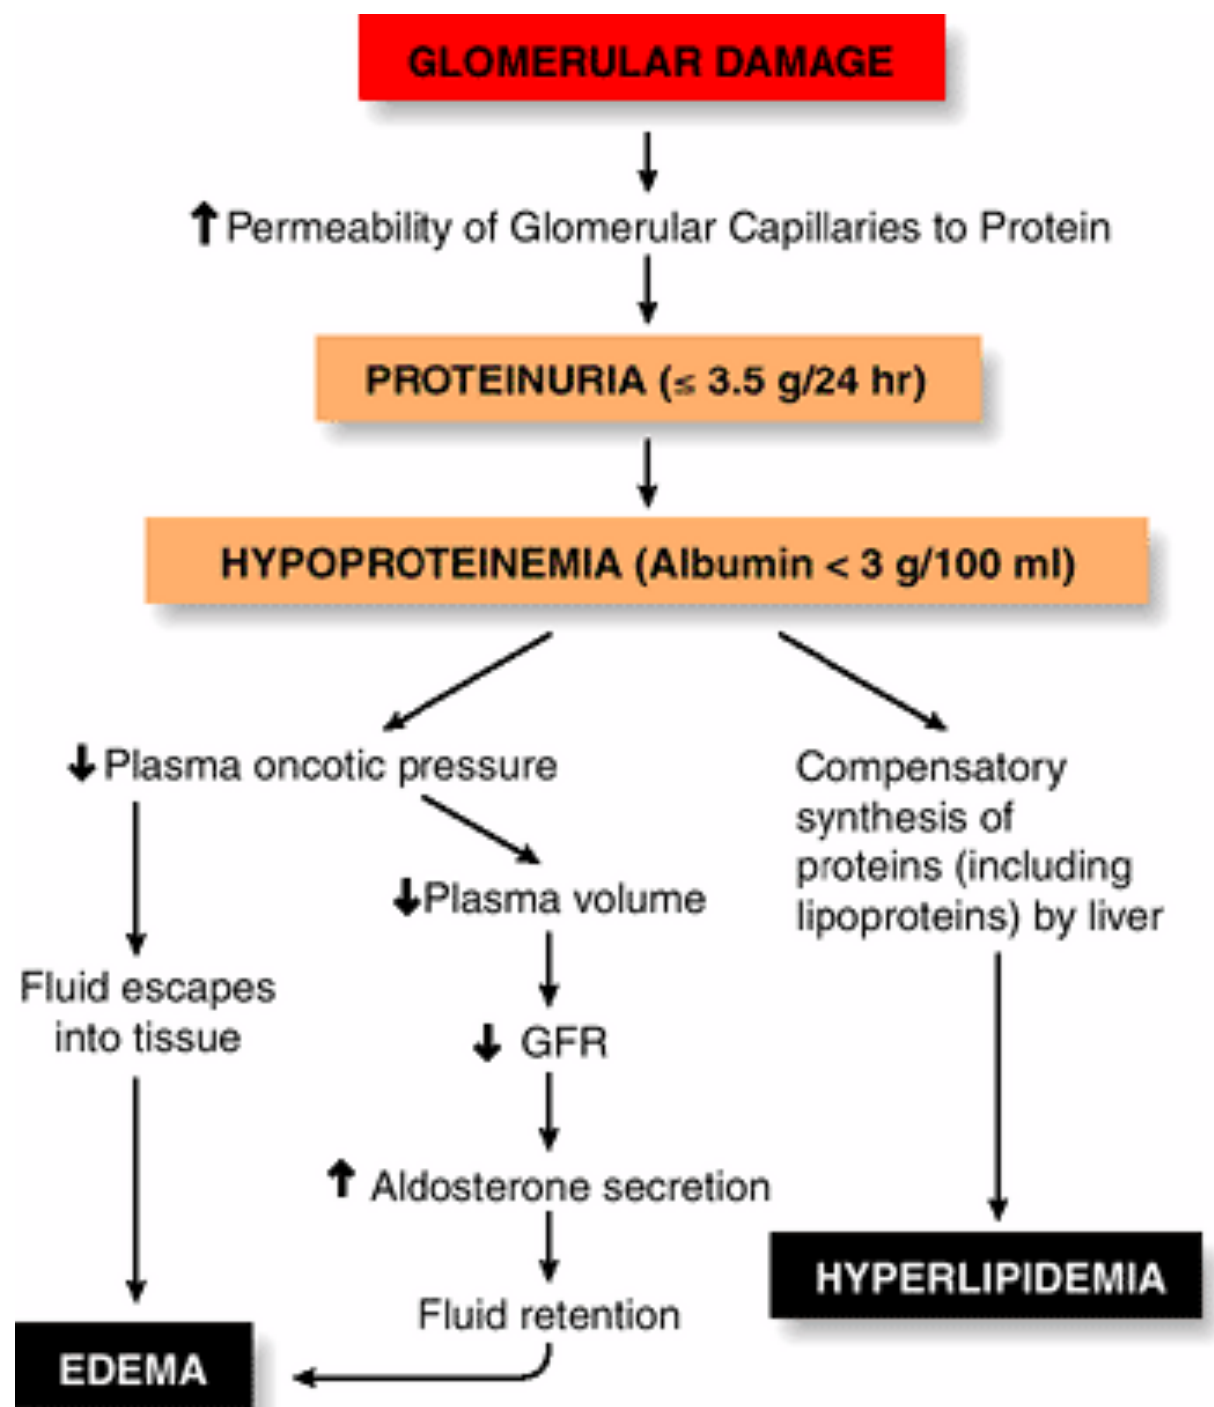 GLOMERULAR DAMAGE
↑ Permeability of Glomerular Capillaries to Protein
PROTEINURIA (≤ 3.5 g/24 hr)
HYPOPROTEINEMIA (Albumin < 3 g/100 ml)
↓ Plasma oncotic pressure
Compensatory
synthesis of
proteins (including
lipoproteins) by liver
↓ Plasma volume
Fluid escapes
into tissue
↓ GFR
↑ Aldosterone secretion
HYPERLIPIDEMIA
Fluid retention
EDEMA